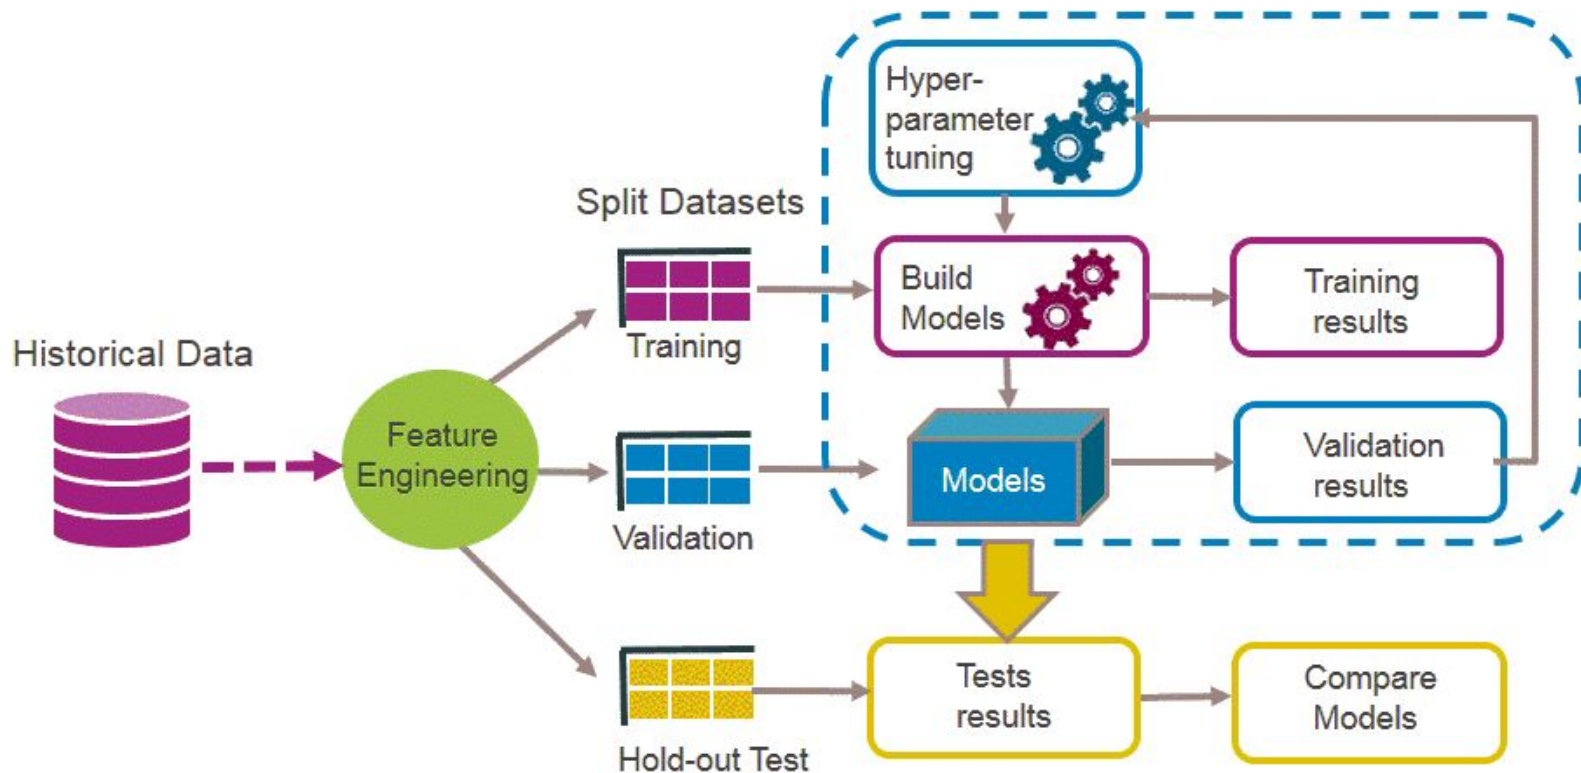 Hyper-
parameter
tuning
Split Datasets
Build
Models
Training
results
Training
Historical Data
Feature
Engineering
Models
Validation
results
Validation
Tests
results
Compare
Models
Hold-out Test